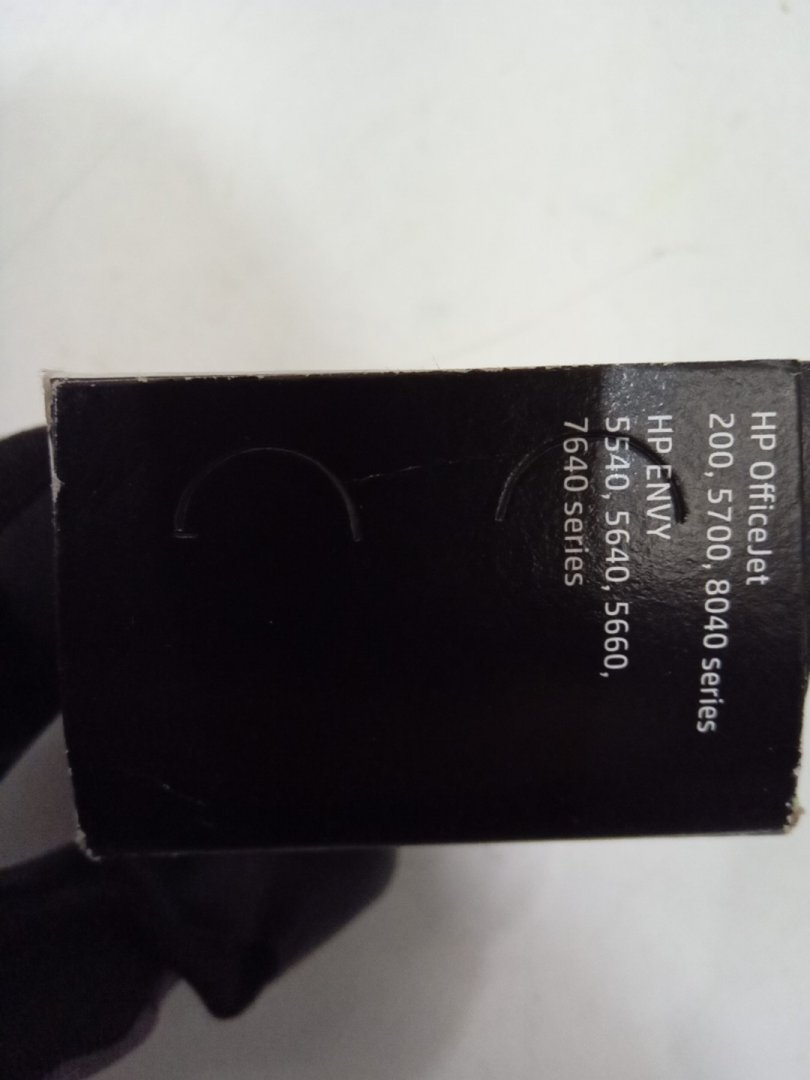 HP OfficeJet
200, 5700, 8040 series
HP ENVY
5540, 5640, 5660,
7640 series